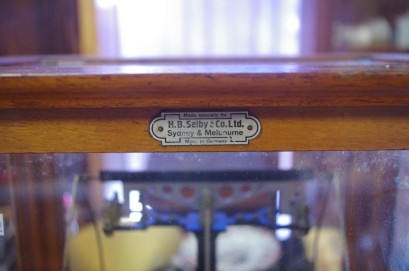 Made specially for
H.B. Selby & Co. Ltd.
Sydney & Melbourne
Made in Germany